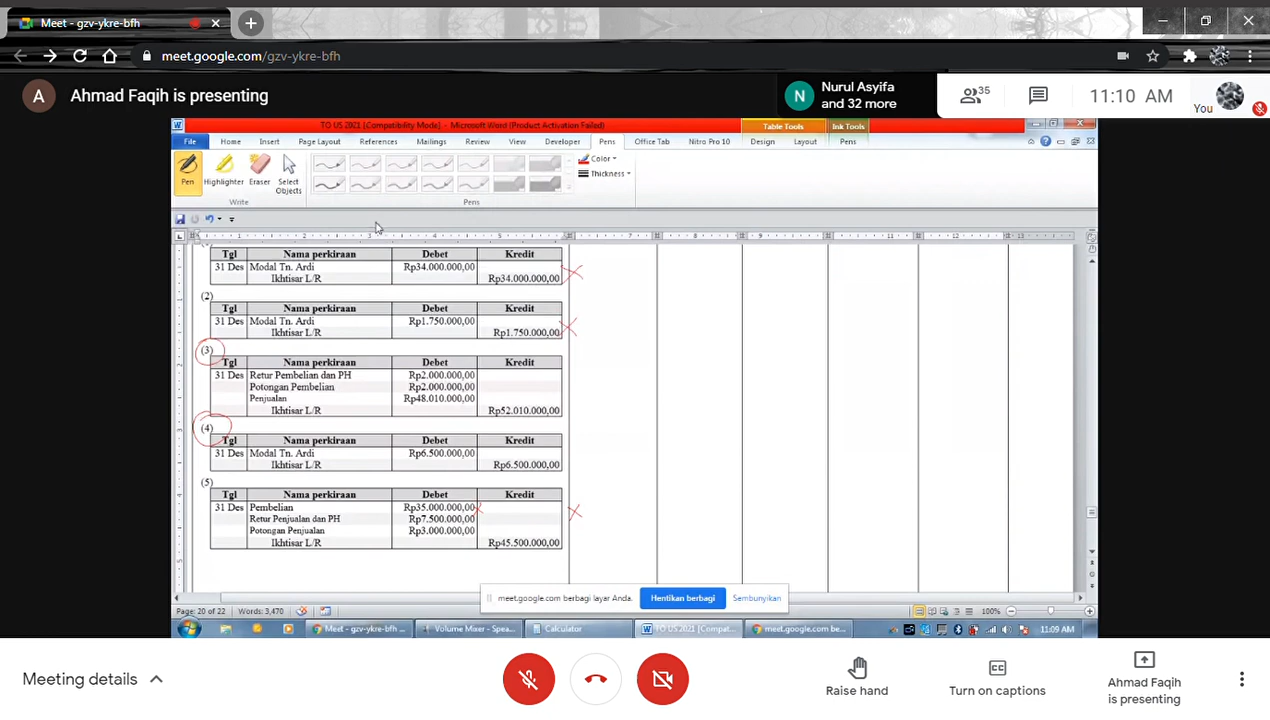 Meet - gzv-ykre-bfh
meet.google.com/gzv-ykre-bfh
A
Ahmad Faqih is presenting
N
Nurul Asyifa
and 32 more
35
11:10 AM
You
TO US 2021 [Compatibility Mode] - Microsoft Word (Product Activation Failed)
Table Tools
Ink Tools
File
Home
Insert
Page Layout
References
Mailings
Review
View
Developer
Pens
Office Tab
Nitro Pro 10
Design
Layout
Pens
Pen
Highlighter
Eraser
Select
Objects
Color
Thickness
Write
Pens
Tgl Nama perkiraan Debet Kredit
31 Des Modal Tn. Ardi Rp34.000.000,00
Ikhtisar L/R Rp34.000.000,00
(2)
Tgl Nama perkiraan Debet Kredit
31 Des Modal Tn. Ardi Rp1.750.000,00
Ikhtisar L/R Rp1.750.000,00
(3)
Tgl Nama perkiraan Debet Kredit
31 Des Retur Pembelian dan PH Rp2.000.000,00
Potongan Pembelian Rp2.000.000,00
Penjualan Rp48.010.000,00
Ikhtisar L/R Rp52.010.000,00
(4)
Tgl Nama perkiraan Debet Kredit
31 Des Modal Tn. Ardi Rp6.500.000,00
Ikhtisar L/R Rp6.500.000,00
(5)
Tgl Nama perkiraan Debet Kredit
31 Des Pembelian Rp35.000.000,00
Retur Penjualan dan PH Rp7.500.000,00
Potongan Penjualan Rp3.000.000,00
Ikhtisar L/R Rp45.500.000,00
meet.google.com berbagi layar Anda.
Hentikan berbagi
Sembunyikan
Page: 20 of 22
Words: 3,470
100%
Meet - gzv-ykre-bfh ...
Volume Mixer - Spea...
Calculator
TO US 2021 [Compat...
meet.google.com be...
11:09 AM
Meeting details
Raise hand
Turn on captions
Ahmad Faqih
is presenting